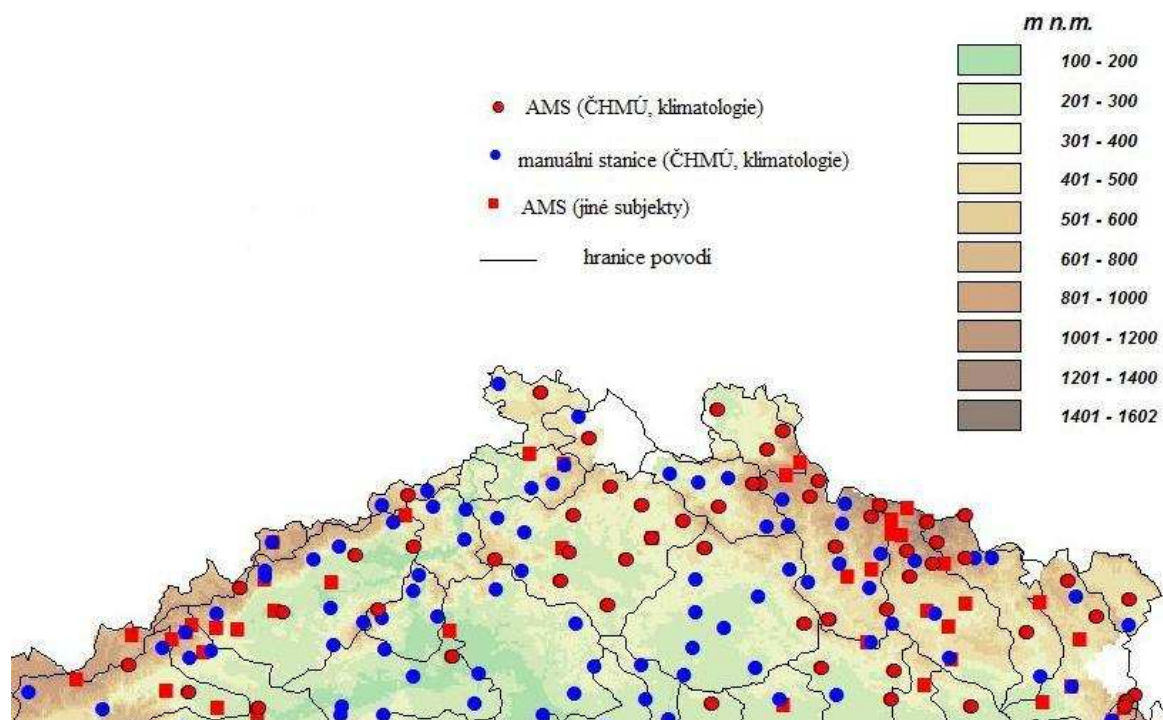 m n.m.
100 - 200
201 - 300
301 - 400
401 - 500
501 - 600
601 - 800
801 - 1000
1001 - 1200
1201 - 1400
1401 - 1602
AMS (ČHMÚ, klimatologie)
manuálni stanice (ČHMÚ, klimatologie)
AMS (jiné subjekty)
hranice povodí